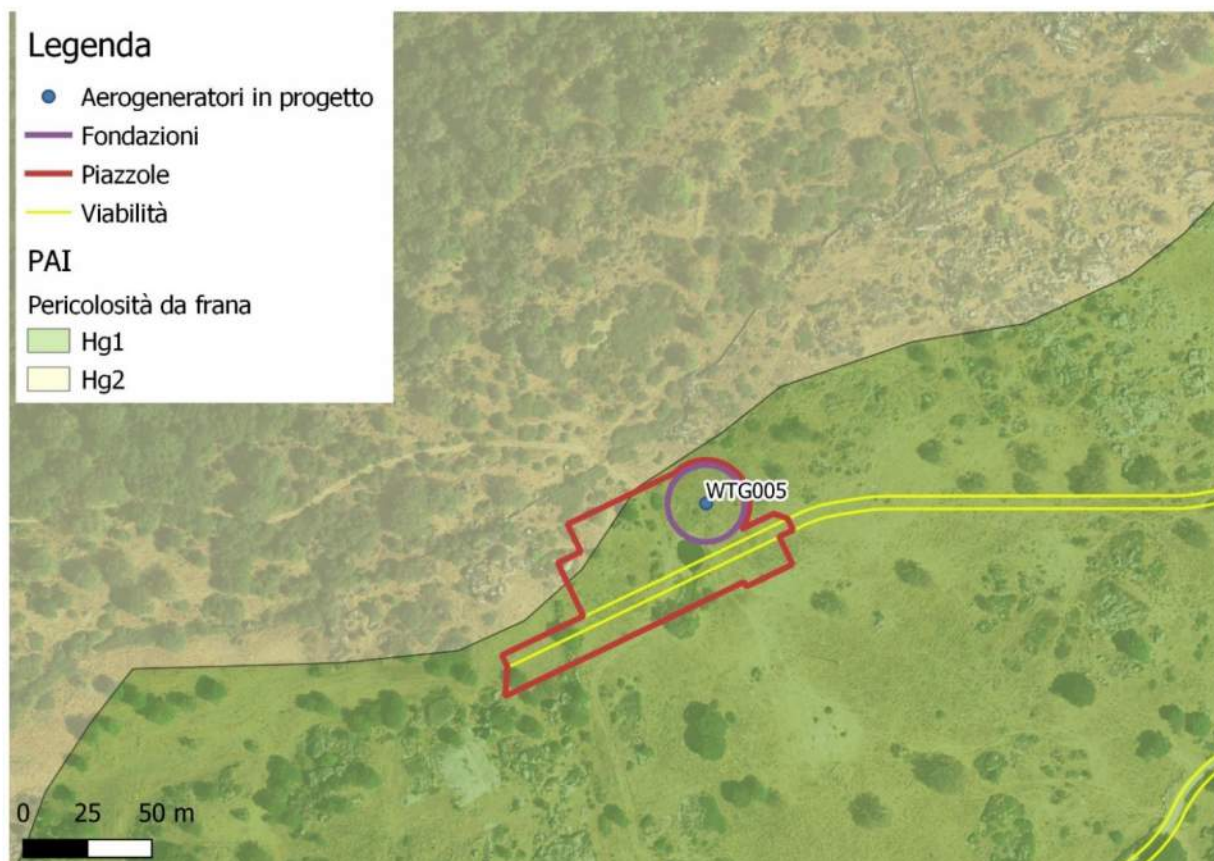 Legenda
Aerogeneratori in progetto
Fondazioni
Piazzole
Viabilità
PAI
Pericolosità da frana
Hg1
Hg2
WTG005
0 25 50 m